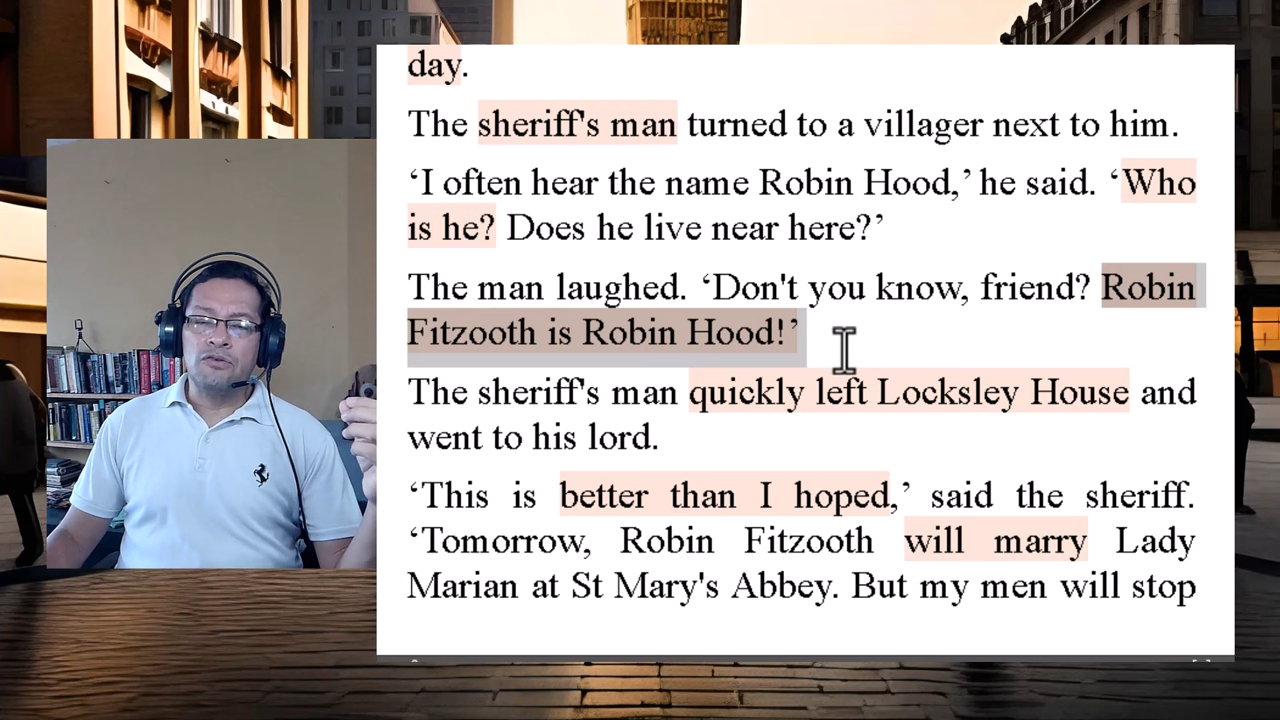 day.
The sheriff's man turned to a villager next to him.
‘I often hear the name Robin Hood,’ he said. ‘Who
is he? Does he live near here?’
The man laughed. ‘Don't you know, friend? Robin
Fitzooth is Robin Hood!’
The sheriff's man quickly left Locksley House and
went to his lord.
‘This is better than I hoped,’ said the sheriff.
‘Tomorrow, Robin Fitzooth will marry Lady
Marian at St Mary's Abbey. But my men will stop